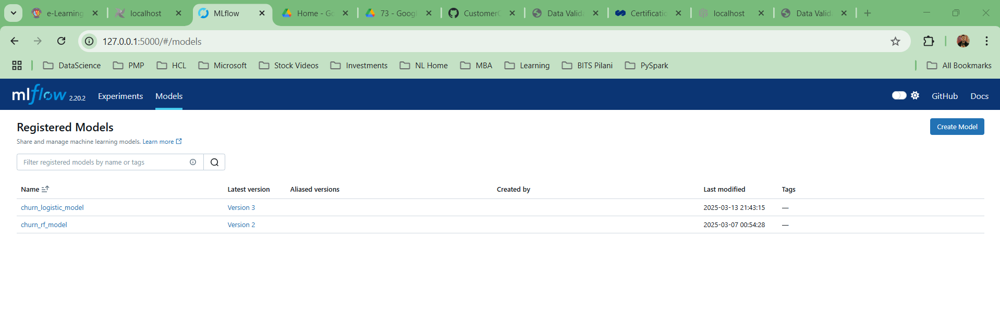 e-Learning
localhost
MLflow
Home - Go
73 - Googl
Customer
Data Valid
Certificatic
localhost
Data Valid
127.0.0.1:5000/#/models
DataScience PMP HCL Microsoft Stock Videos Investments NL Home MBA Learning BITS Pilani PySpark All Bookmarks
mlflow 2.20.2 Experiments Models GitHub Docs
Registered Models
Create Model
Share and manage machine learning models. Learn more
Filter registered models by name or tags
Name Latest version Aliased versions Created by Last modified Tags
churn_logistic_model Version 3 2025-03-13 21:43:15 —
churn_rf_model Version 2 2025-03-07 00:54:28 —